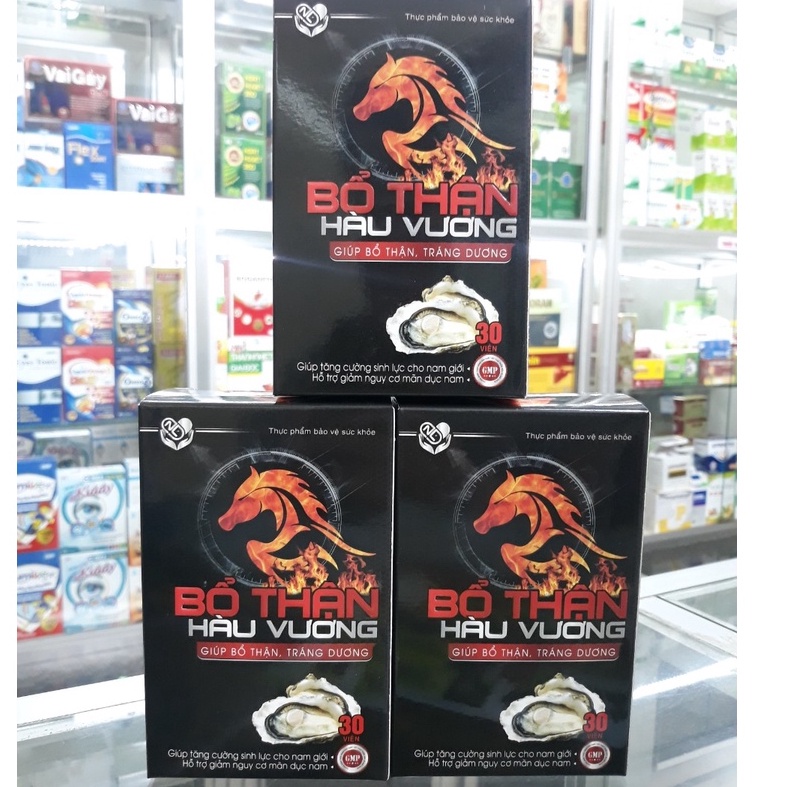 Thực phẩm bảo vệ sức khỏe
BỔ THẬN
HÀU VƯƠNG
GIÚP BỔ THẬN, TRÁNG DƯƠNG
30
VIÊN
Giúp tăng cường sinh lực cho nam giới
Hỗ trợ giảm nguy cơ mãn dục nam
GMP
Thực phẩm bảo vệ sức khỏe
BỔ THẬN
HÀU VƯƠNG
GIÚP BỔ THẬN, TRÁNG DƯƠNG
30
VIÊN
Giúp tăng cường sinh lực cho nam giới
Hỗ trợ giảm nguy cơ mãn dục nam
GMP
Thực phẩm bảo vệ sức khỏe
BỔ THẬN
HÀU VƯƠNG
GIÚP BỔ THẬN, TRÁNG DƯƠNG
30
VIÊN
Giúp tăng cường sinh lực cho nam giới
Hỗ trợ giảm nguy cơ mãn dục nam
GMP
VaiGáy
VaiGáy
Flex
Kiddy
Kiddy